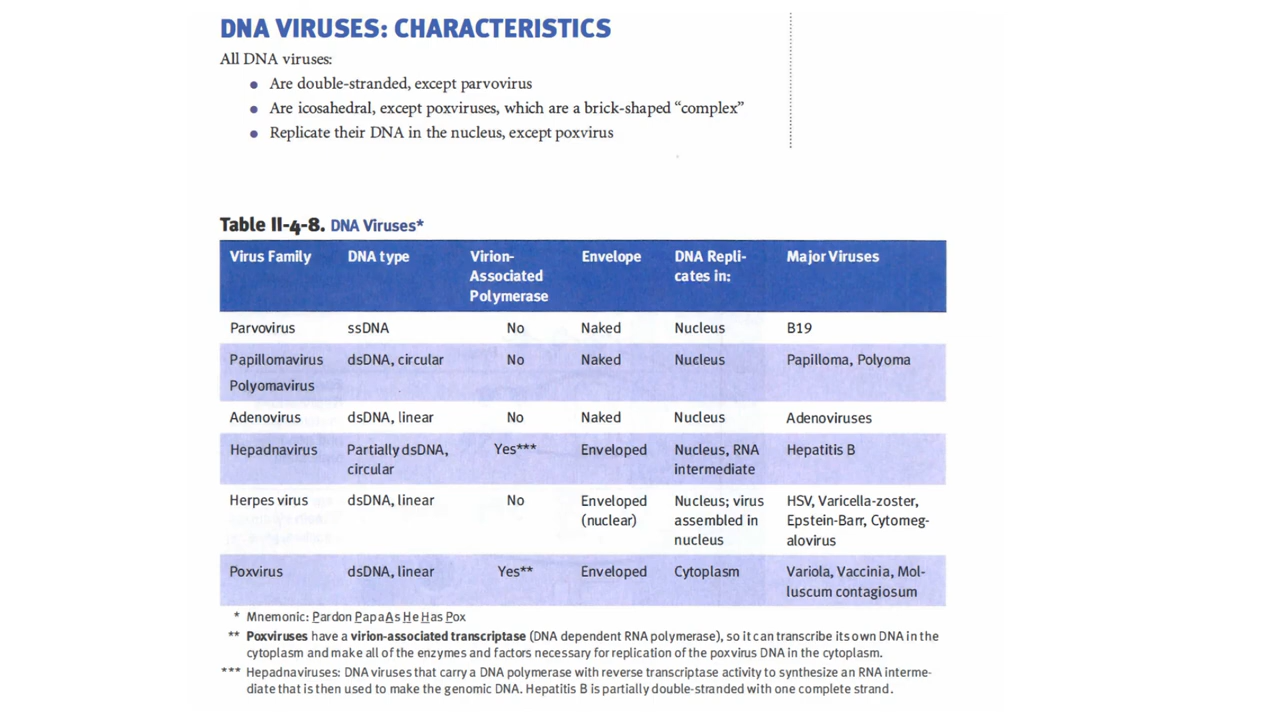 DNA VIRUSES: CHARACTERISTICS
All DNA viruses:
● Are double-stranded, except parvovirus
● Are icosahedral, except poxviruses, which are a brick-shaped “complex”
● Replicate their DNA in the nucleus, except poxvirus
Table II-4-8. DNA Viruses*
Virus Family DNA type Virion-Associated Polymerase Envelope DNA Repli-cates in: Major Viruses
Parvovirus ssDNA No Naked Nucleus B19
Papillomavirus dsDNA, circular No Naked Nucleus Papilloma, Polyoma
Polyomavirus
Adenovirus dsDNA, linear No Naked Nucleus Adenoviruses
Hepadnavirus Partially dsDNA, Yes*** Enveloped Nucleus, RNA Hepatitis B
circular intermediate
Herpes virus dsDNA, linear No Enveloped Nucleus; virus HSV, Varicella-zoster,
(nuclear) assembled in Epstein-Barr, Cytomeg-
nucleus alovirus
Poxvirus dsDNA, linear Yes** Enveloped Cytoplasm Variola, Vaccinia, Mol-
luscum contagiosum
* Mnemonic: Pardon PapaAs He Has Pox
** Poxviruses have a virion-associated transcriptase (DNA dependent RNA polymerase), so it can transcribe its own DNA in the
cytoplasm and make all of the enzymes and factors necessary for replication of the poxvirus DNA in the cytoplasm.
*** Hepadnaviruses: DNA viruses that carry a DNA polymerase with reverse transcriptase activity to synthesize an RNA interme-
diate that is then used to make the genomic DNA. Hepatitis B is partially double-stranded with one complete strand.